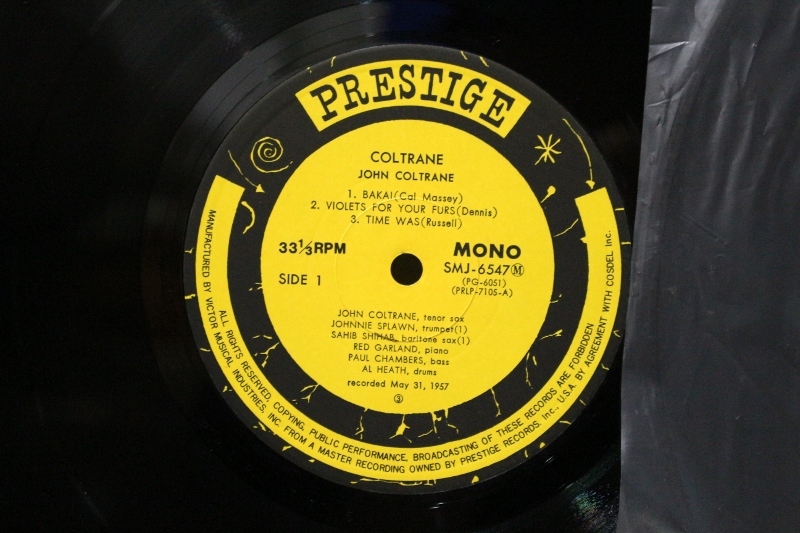 PRESTIGE
COLTRANE
JOHN COLTRANE
1. BAKAI(Cal Massey)
2. VIOLETS FOR YOUR FURS(Dennis)
3. TIME WAS(Russell)
33⅓RPM
MONO
SIDE 1
SMJ-6547Ⓜ
(PG-6051)
(PRLP-7105-A)
JOHN COLTRANE, tenor sax
JOHNNIE SPLAWN, trumpet(1)
SAHIB SHIHAB, baritone sax(1)
RED GARLAND, piano
PAUL CHAMBERS, bass
AL HEATH, drums
recorded May 31, 1957
③
ALL RIGHTS RESERVED, COPYING, PUBLIC PERFORMANCE, BROADCASTING OF THESE RECORDS ARE FORBIDDEN
MANUFACTURED BY VICTOR MUSICAL INDUSTRIES, INC. FROM A MASTER RECORDING OWNED BY PRESTIGE RECORDS, Inc., U.S.A. BY AGREEMENT WITH COSDEL Inc.